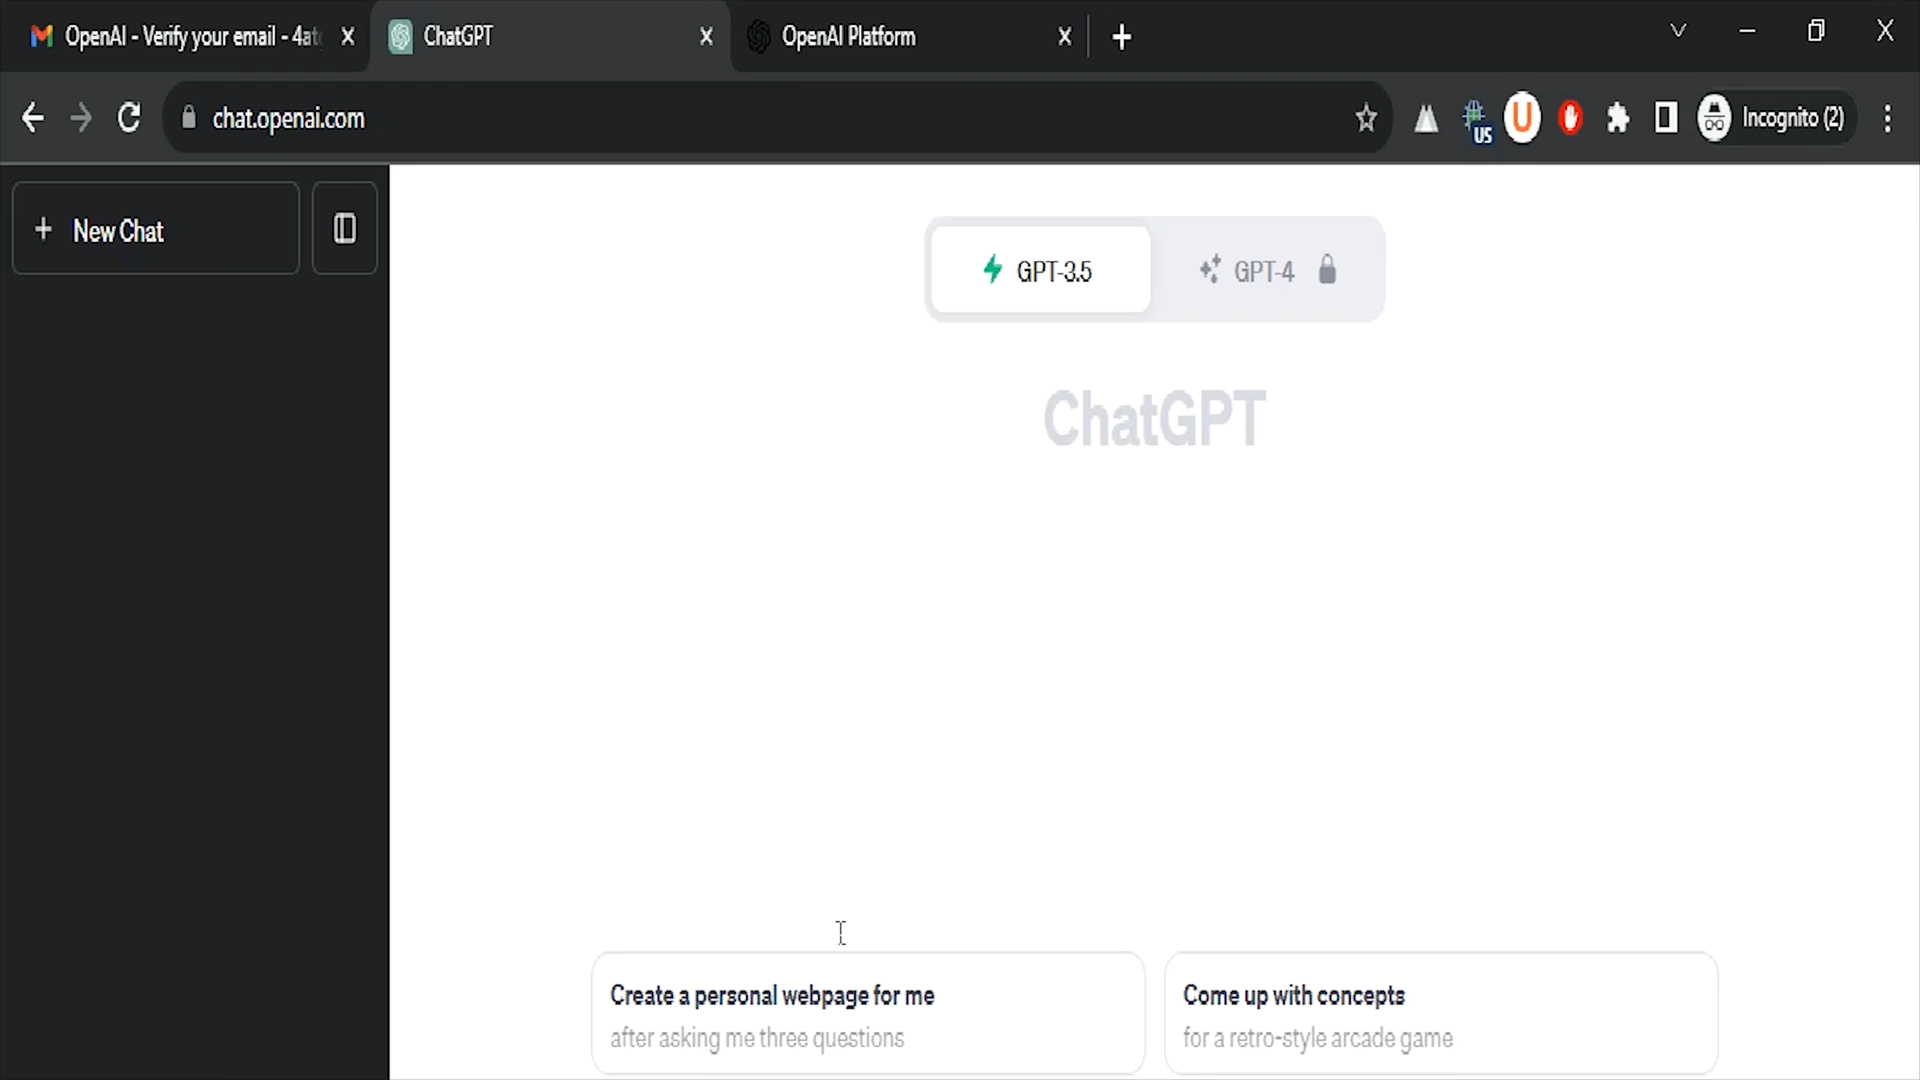 OpenAI - Verify your email - 4ato
ChatGPT
OpenAI Platform
chat.openai.com
US
U
Incognito (2)
New Chat
GPT-3.5
GPT-4
ChatGPT
Create a personal webpage for me
after asking me three questions
Come up with concepts
for a retro-style arcade game